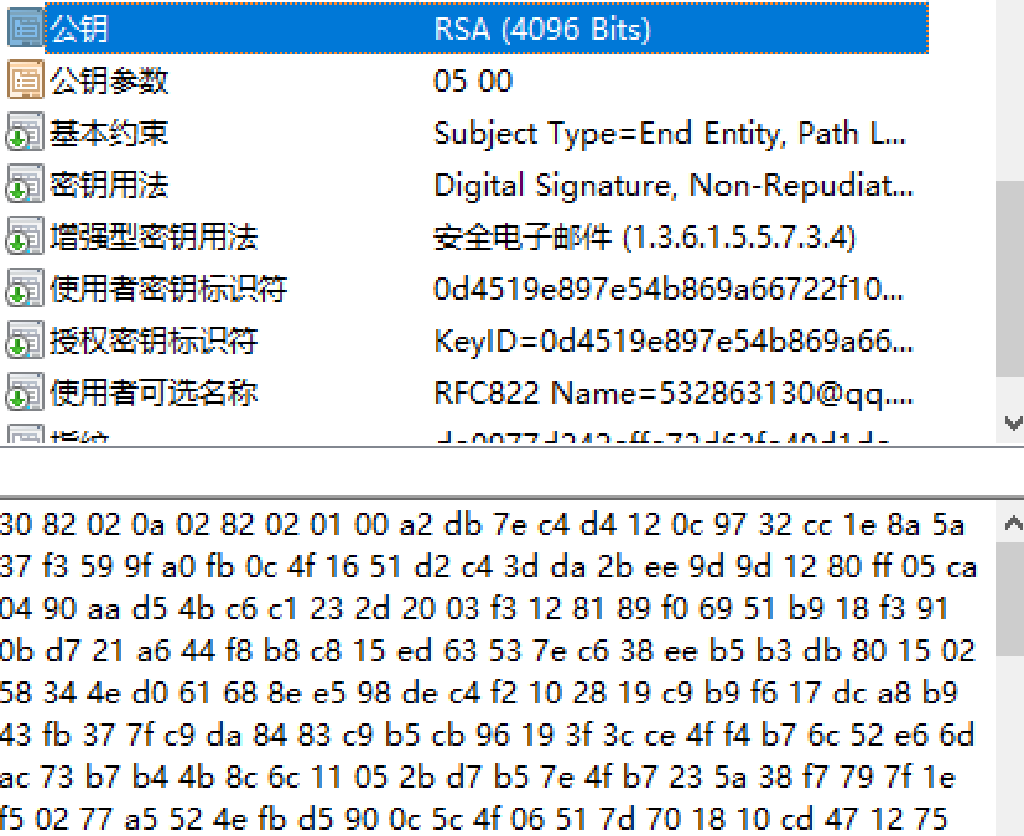 公钥 RSA (4096 Bits)
公钥参数 05 00
基本约束 Subject Type=End Entity, Path L...
密钥用法 Digital Signature, Non-Repudiat...
增强型密钥用法 安全电子邮件 (1.3.6.1.5.5.7.3.4)
使用者密钥标识符 0d4519e897e54b869a66722f10...
授权密钥标识符 KeyID=0d4519e897e54b869a66...
使用者可选名称 RFC822 Name=532863130@qq....
指纹
30 82 02 0a 02 82 02 01 00 a2 db 7e c4 d4 12 0c 97 32 cc 1e 8a 5a
37 f3 59 9f a0 fb 0c 4f 16 51 d2 c4 3d da 2b ee 9d 9d 12 80 ff 05 ca
04 90 aa d5 4b c6 c1 23 2d 20 03 f3 12 81 89 f0 69 51 b9 18 f3 91
0b d7 21 a6 44 f8 b8 c8 15 ed 63 53 7e c6 38 ee b5 b3 db 80 15 02
58 34 4e d0 61 68 8e e5 98 de c4 f2 10 28 19 c9 b9 f6 17 dc a8 b9
43 fb 37 7f c9 da 84 83 c9 b5 cb 96 19 3f 3c ce 4f f4 b7 6c 52 e6 6d
ac 73 b7 b4 4b 8c 6c 11 05 2b d7 b5 7e 4f b7 23 5a 38 f7 79 7f 1e
f5 02 77 a5 52 4e fb d5 90 0c 5c 4f 06 51 7d 70 18 10 cd 47 12 75